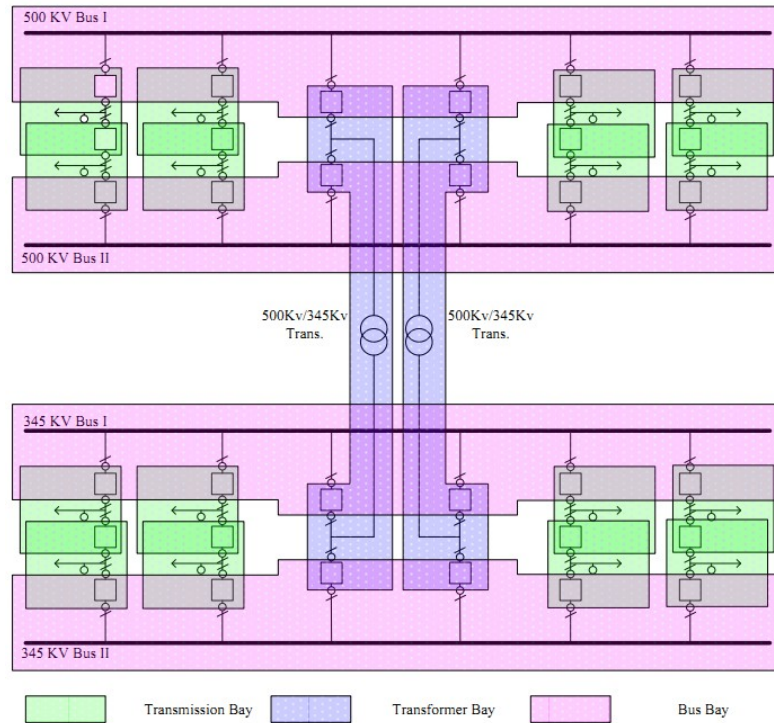 500 KV Bus I
500 KV Bus II
500Kv/345Kv
Trans.
500Kv/345Kv
Trans.
345 KV Bus I
345 KV Bus II
Transmission Bay
Transformer Bay
Bus Bay